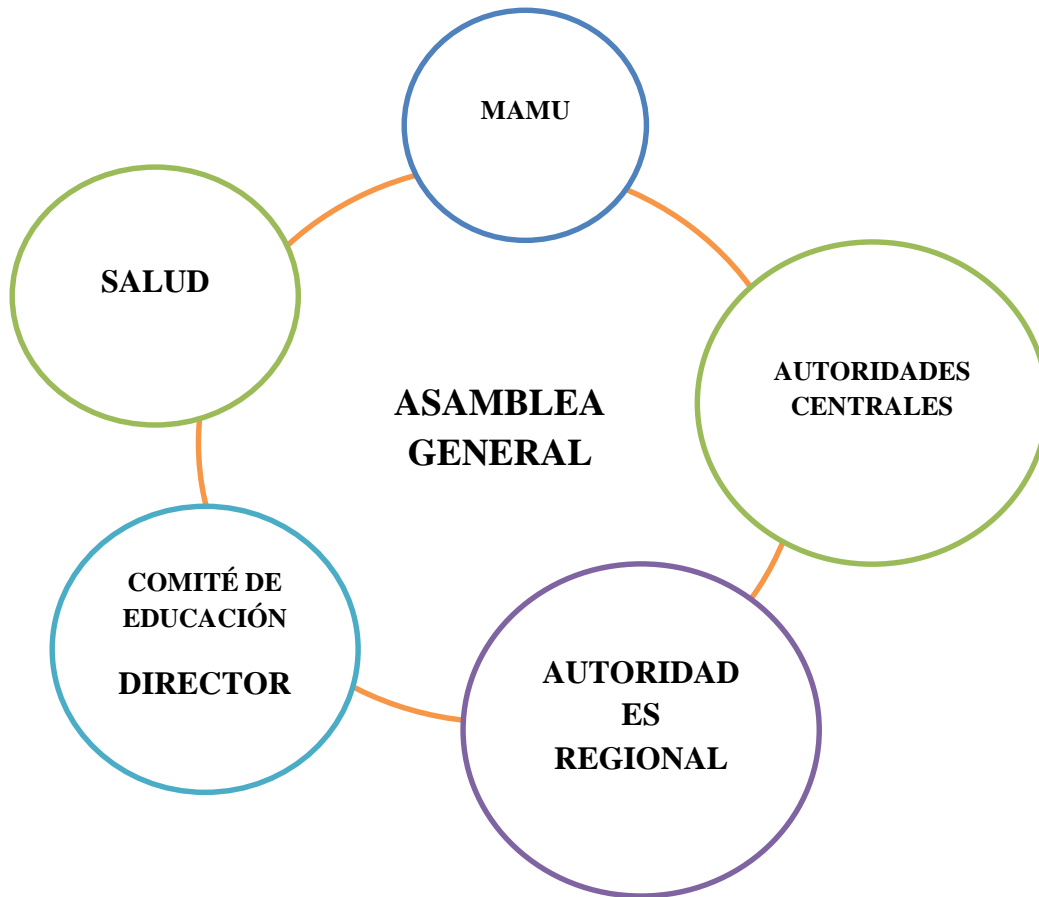 MAMU
SALUD
AUTORIDADES
CENTRALES
ASAMBLEA
GENERAL
COMITÉ DE
EDUCACIÓN
DIRECTOR
AUTORIDAD
ES
REGIONAL